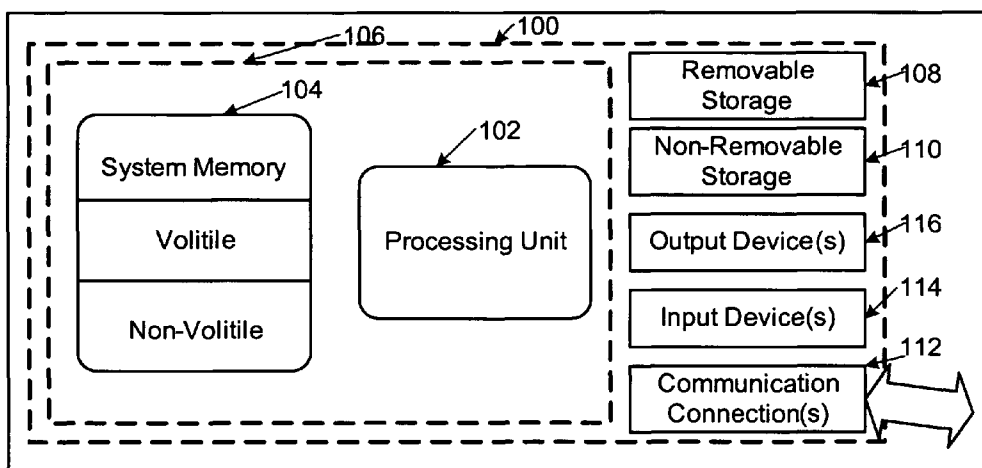 100
106
104
System Memory
Volitile
Non-Volitile
102
Processing Unit
Removable
Storage
108
Non-Removable
Storage
110
Output Device(s)
116
Input Device(s)
114
112
Communication
Connection(s)